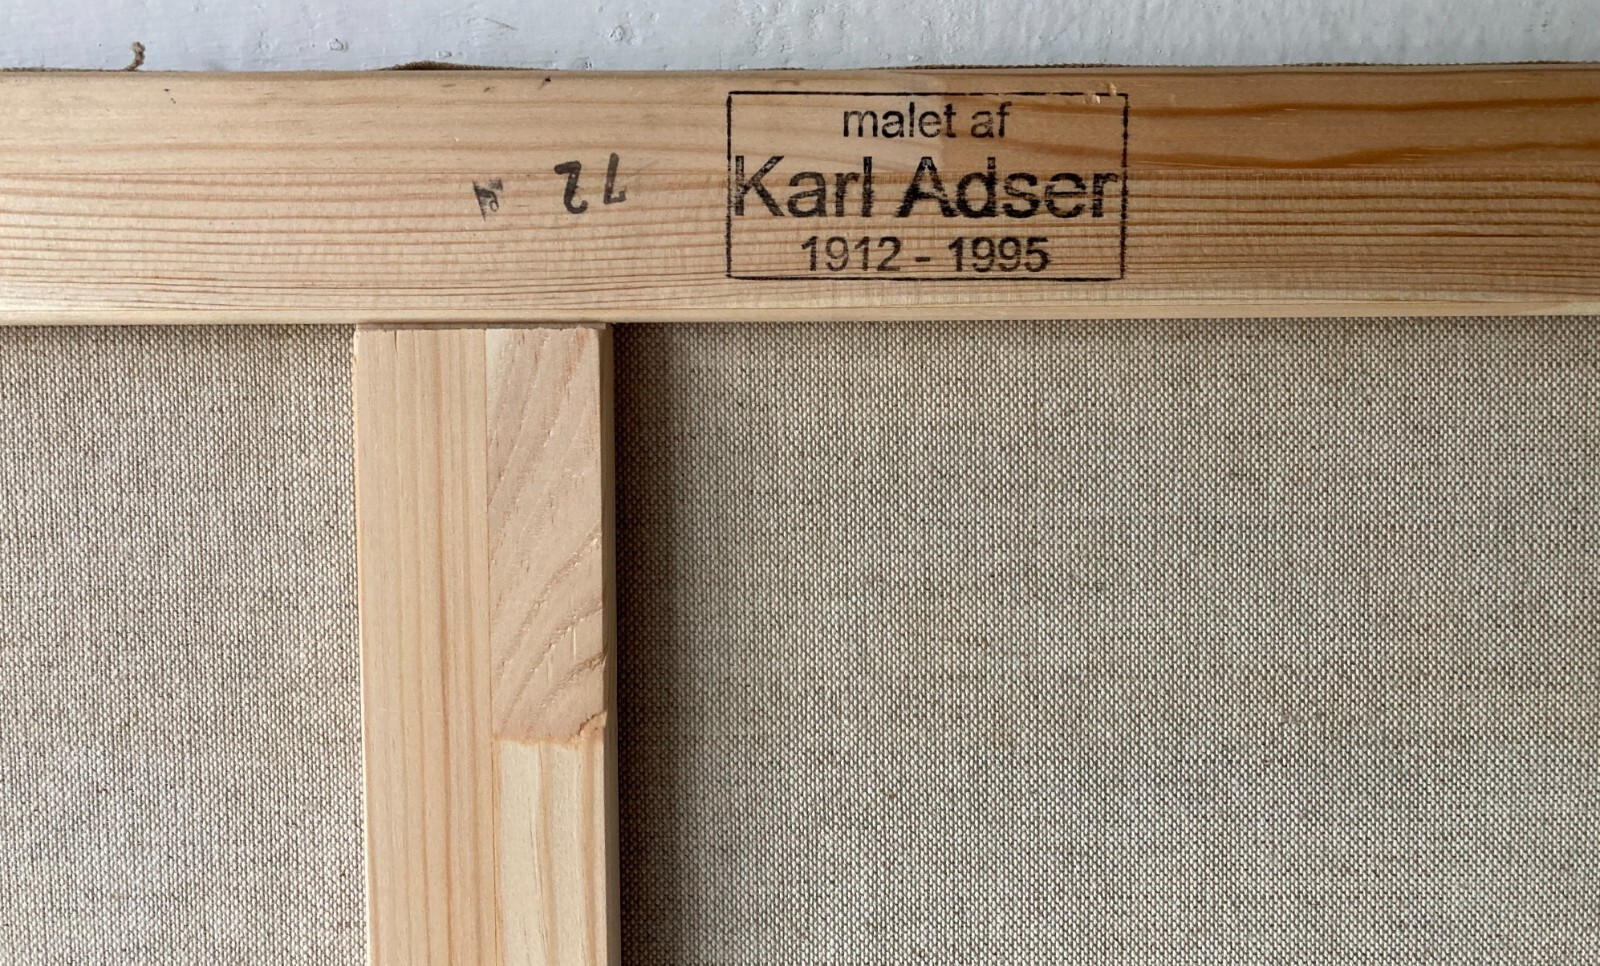 72
malet af
Karl Adser
1912 - 1995